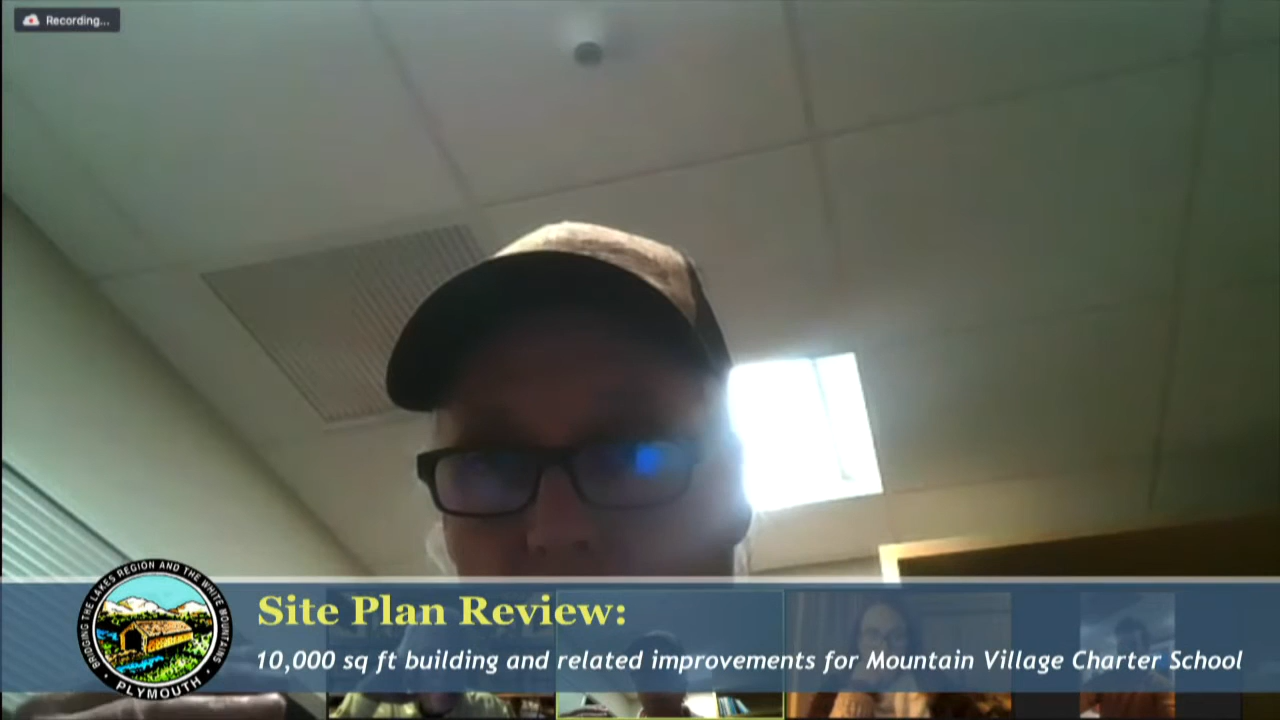 Recording...
Site Plan Review:
10,000 sq ft building and related improvements for Mountain Village Charter School
BRIDGING THE LAKES REGION AND THE WHITE MOUNTAINS
• PLYMOUTH •